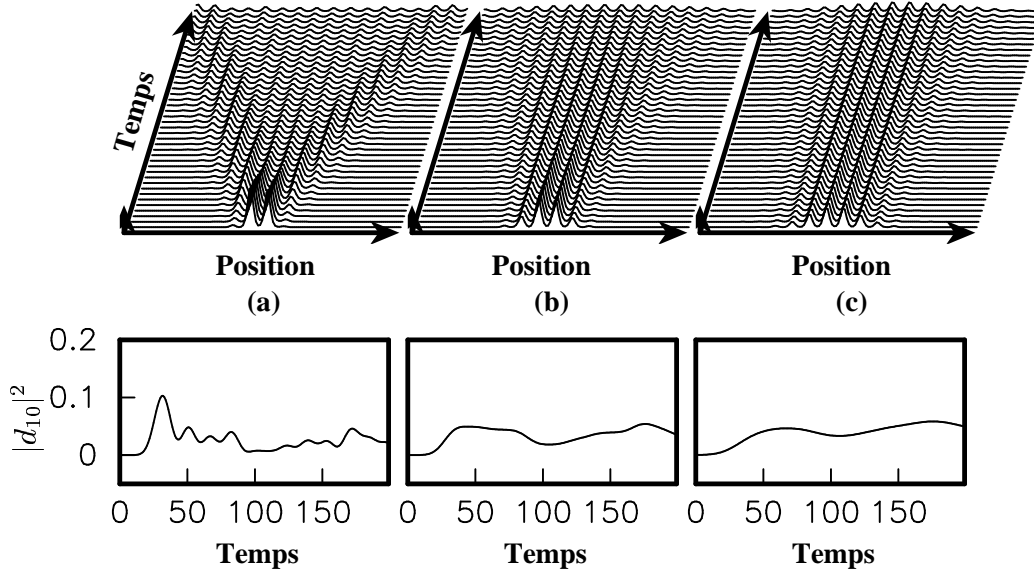 Temps
Position Position Position
(a) (b) (c)
0.2
0.1
0
|d₁₀|²
0 50 100 150 0 50 100 150 0 50 100 150
Temps Temps Temps